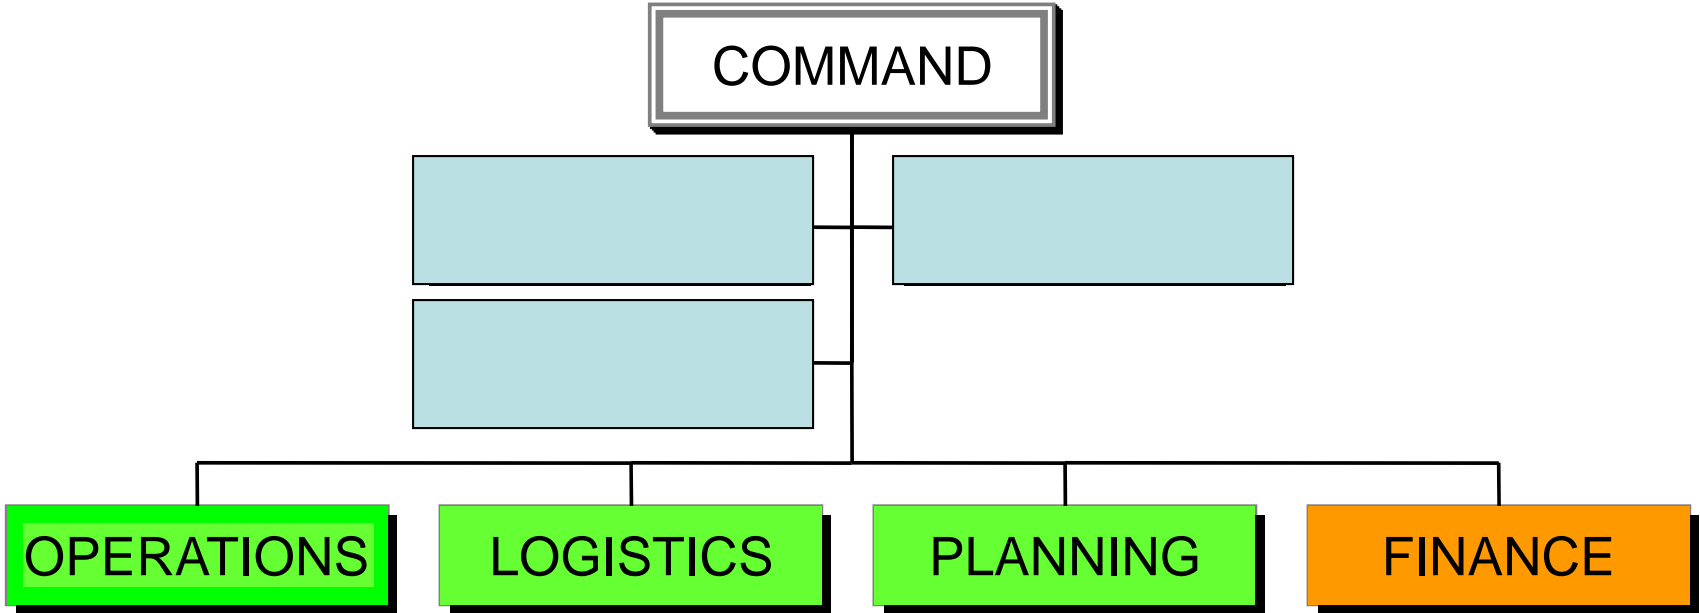 COMMAND
OPERATIONS
LOGISTICS
PLANNING
FINANCE